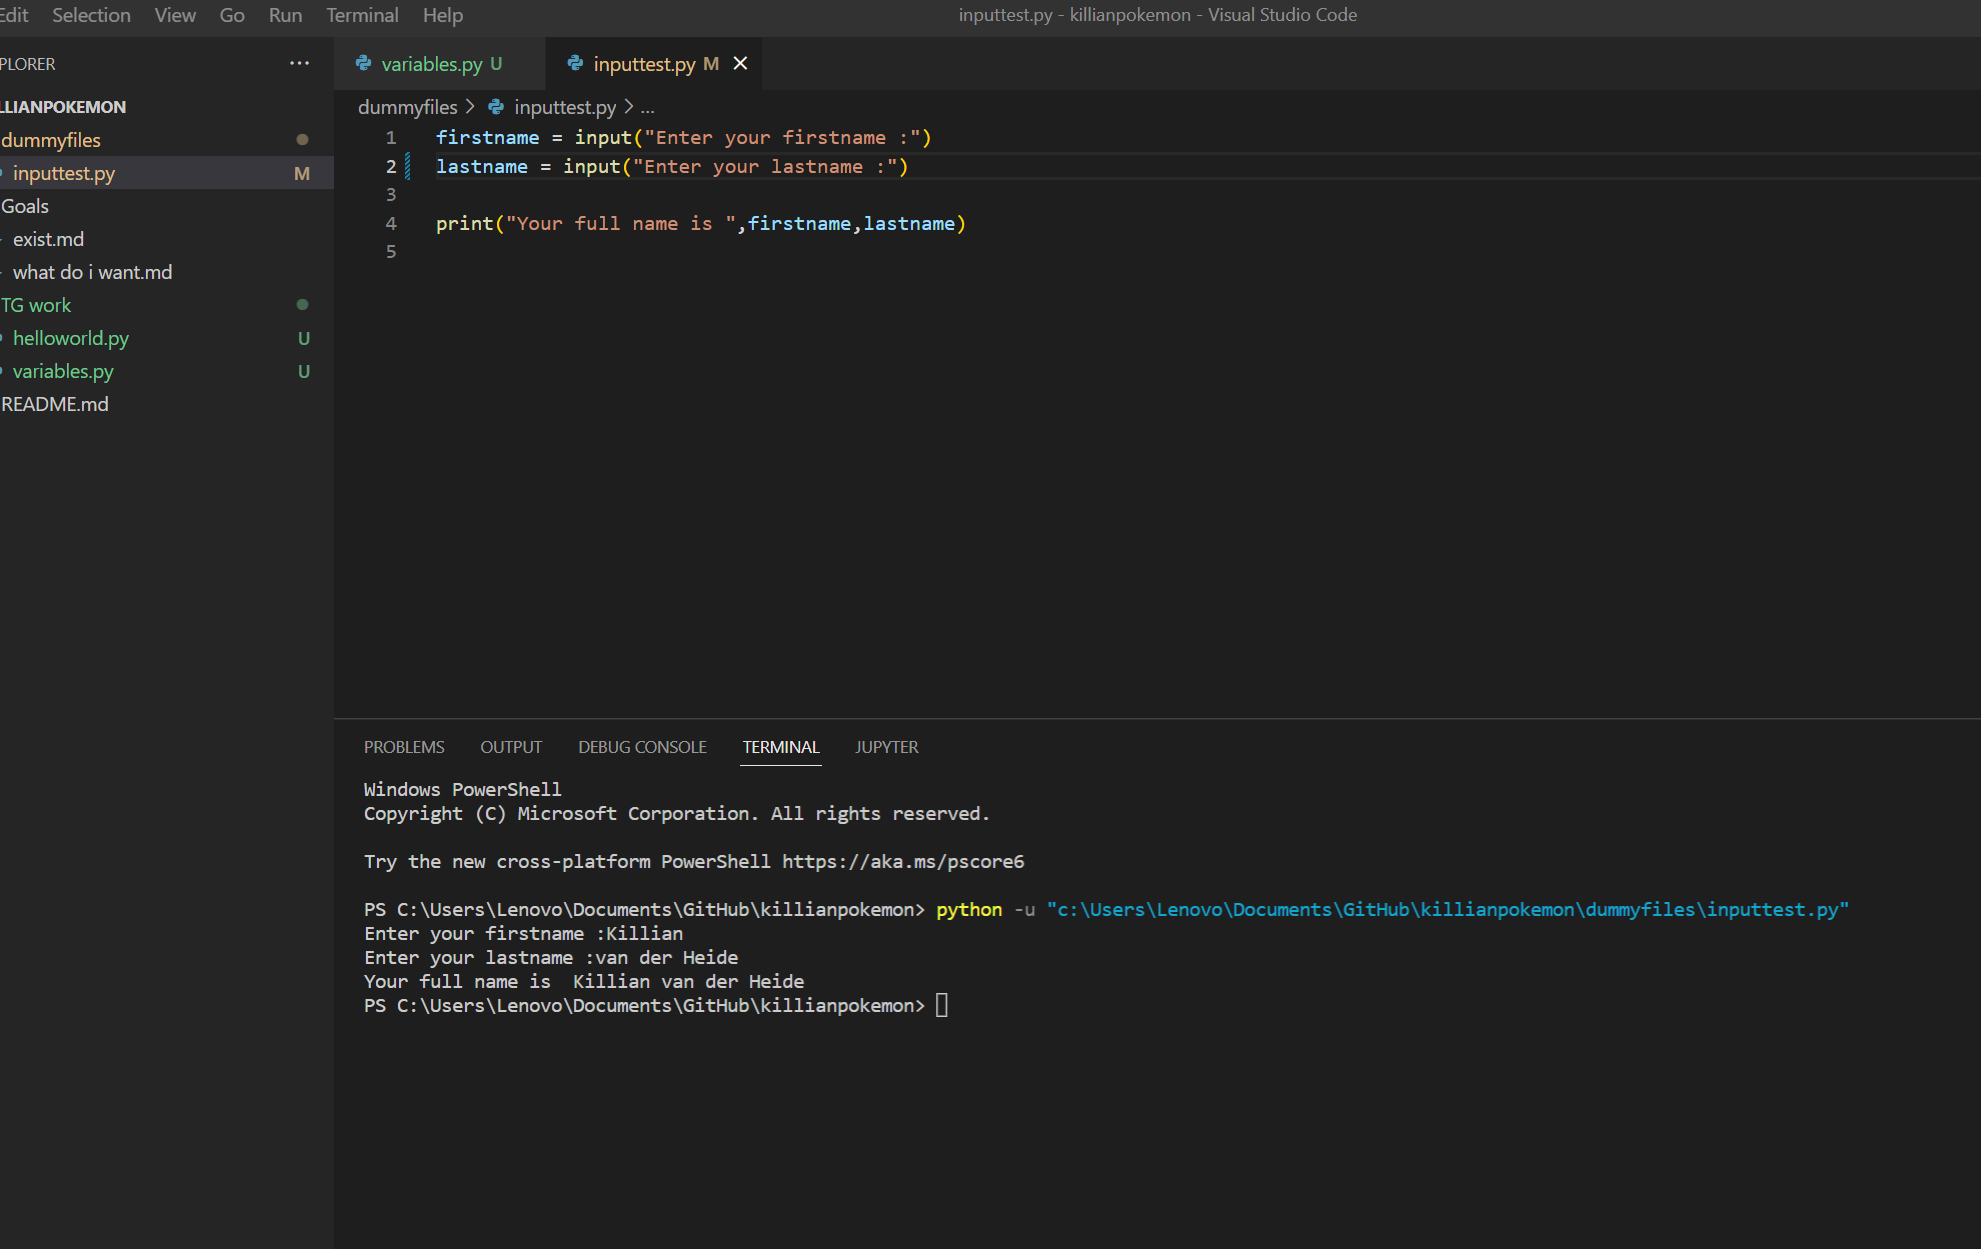 Edit Selection View Go Run Terminal Help inputtest.py - killianpokemon - Visual Studio Code
PLORER ...
variables.py U inputtest.py M
LLIANPOKEMON
dummyfiles
inputtest.py M
Goals
exist.md
what do i want.md
TG work
helloworld.py U
variables.py U
README.md
dummyfiles > inputtest.py > ...
1 firstname = input("Enter your firstname :")
2 lastname = input("Enter your lastname :")
3
4 print("Your full name is ",firstname,lastname)
5
PROBLEMS OUTPUT DEBUG CONSOLE TERMINAL JUPYTER
Windows PowerShell
Copyright (C) Microsoft Corporation. All rights reserved.
Try the new cross-platform PowerShell https://aka.ms/pscore6
PS C:\Users\Lenovo\Documents\GitHub\killianpokemon> python -u "c:\Users\Lenovo\Documents\GitHub\killianpokemon\dummyfiles\inputtest.py"
Enter your firstname :Killian
Enter your lastname :van der Heide
Your full name is  Killian van der Heide
PS C:\Users\Lenovo\Documents\GitHub\killianpokemon>